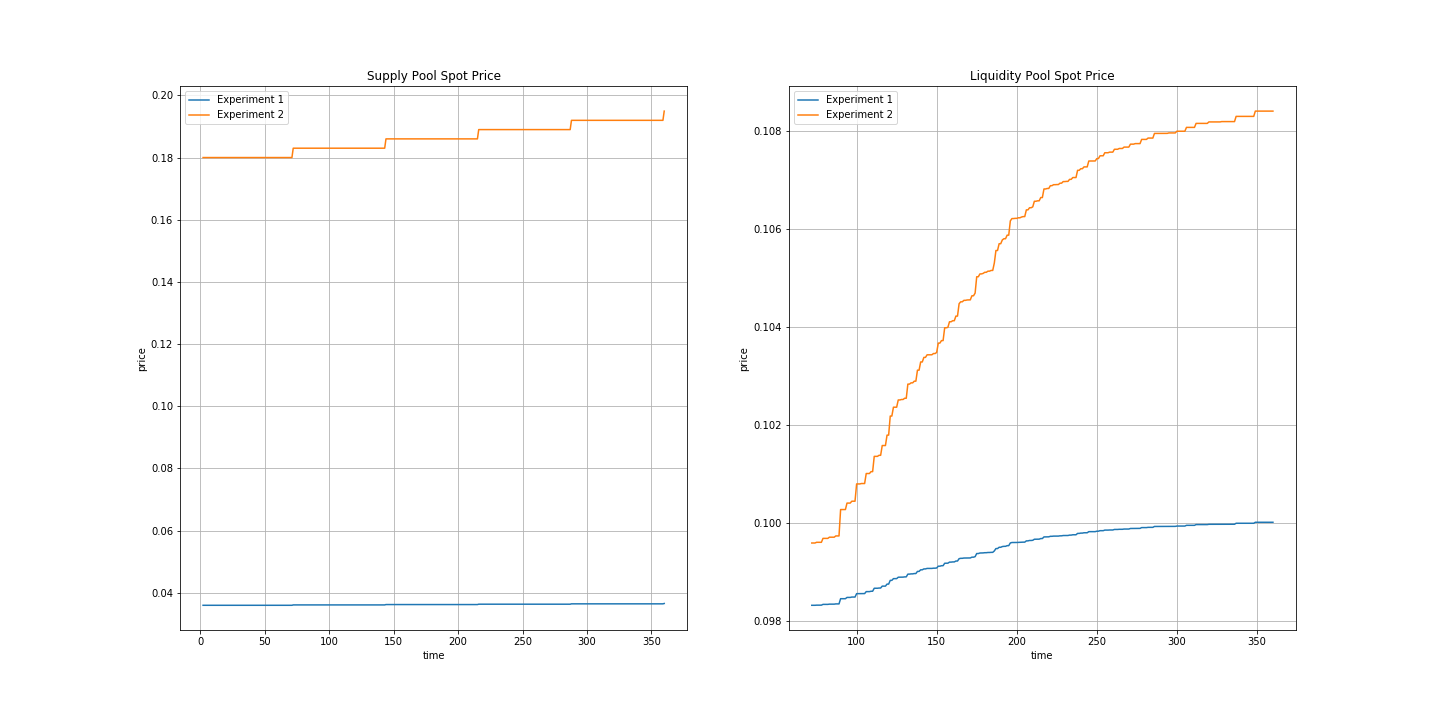 Supply Pool Spot Price
Experiment 1
Experiment 2
price
0.20
0.18
0.16
0.14
0.12
0.10
0.08
0.06
0.04
0 50 100 150 200 250 300 350
time
Liquidity Pool Spot Price
Experiment 1
Experiment 2
price
0.108
0.106
0.104
0.102
0.100
0.098
100 150 200 250 300 350
time